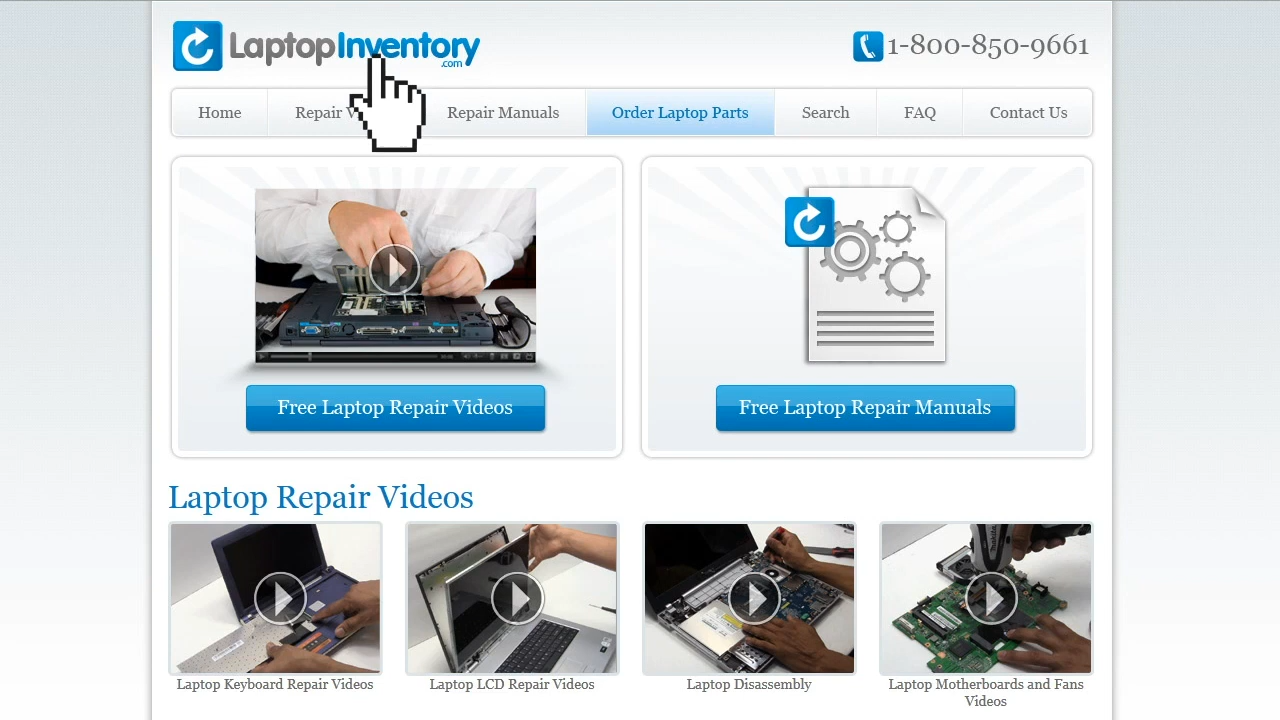 LaptopInventory
.com
1-800-850-9661
Home
Repair V
Repair Manuals
Order Laptop Parts
Search
FAQ
Contact Us
Free Laptop Repair Videos
Free Laptop Repair Manuals
Laptop Repair Videos
Laptop Keyboard Repair Videos
Laptop LCD Repair Videos
Laptop Disassembly
Laptop Motherboards and Fans
Videos